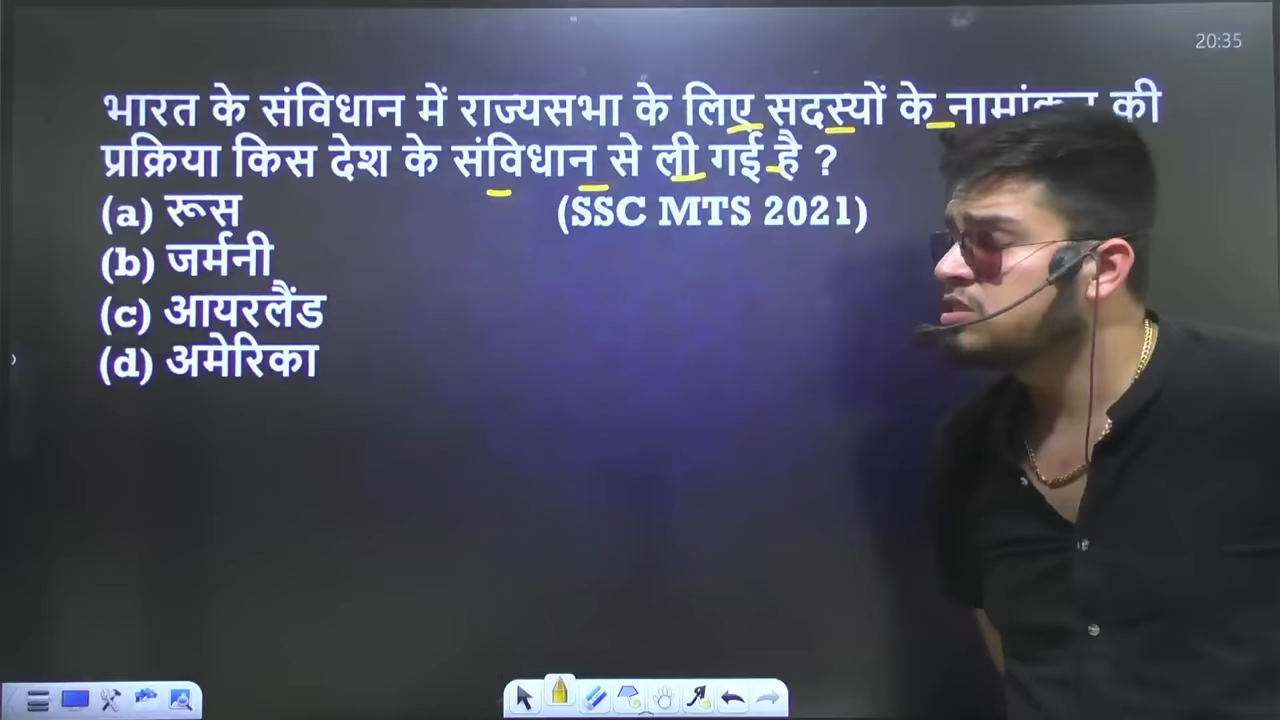 20:35
भारत के संविधान में राज्यसभा के लिए सदस्यों के की
प्रक्रिया किस देश के संविधान से ली गई है ?
(a) रूस (SSC MTS 2021)
(b) जर्मनी
(c) आयरलैंड
(d) अमेरिका